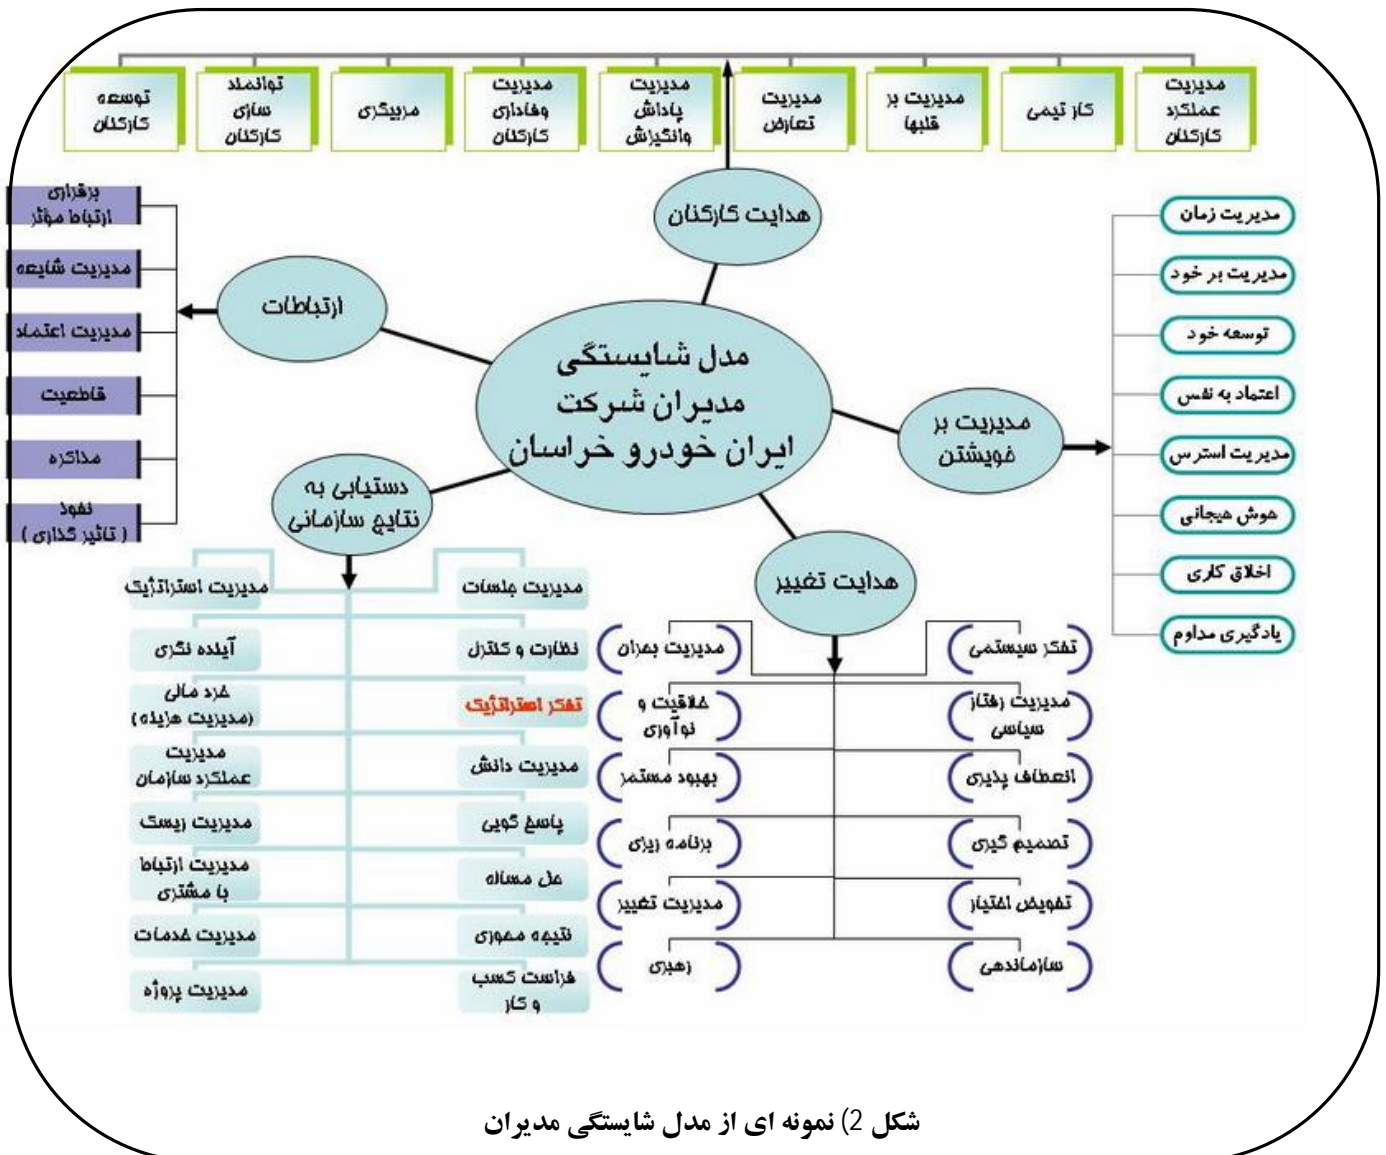 مدیریت
عملکرد
کارکنان
کار تیمی
مدیریت بر
قلبها
مدیریت
تعارض
مدیریت
پاداش
وانگیزش
مدیریت
وفاداری
کارکنان
مربیگری
توانمند
سازی
کارکنان
توسعه
کارکنان
هدایت کارکنان
برقراری
ارتباط مؤثر
مدیریت شایعه
مدیریت اعتماد
قاطعیت
مذاکره
نفوذ
( تاثیر گذاری )
ارتباطات
مدل شایستگی
مدیران شرکت
ایران خودرو خراسان
مدیریت بر
خویشتن
مدیریت زمان
مدیریت بر خود
توسعه خود
اعتماد به نفس
مدیریت استرس
هوش هیجانی
اخلاق کاری
یادگیری مداوم
دستیابی به
نتایج سازمانی
هدایت تغییر
تفکر سیستمی
مدیریت رفتار
سیاسی
انعطاف پذیری
تصمیم گیری
تفویض اختیار
سازماندهی
مدیریت بحران
خلاقیت و
نوآوری
بهبود مستمر
برنامه ریزی
مدیریت تغییر
رهبری
مدیریت جلسات
نظارت و کنترل
تفکر استراتژیک
مدیریت دانش
پاسخ گویی
حل مساله
نتیجه محوری
فراست کسب
و کار
مدیریت استراتژیک
آینده نگری
خرد مالی
(مدیریت هزینه)
مدیریت
عملکرد سازمان
مدیریت ریسک
مدیریت ارتباط
با مشتری
مدیریت خدمات
مدیریت پروژه
شکل 2) نمونه ای از مدل شایستگی مدیران